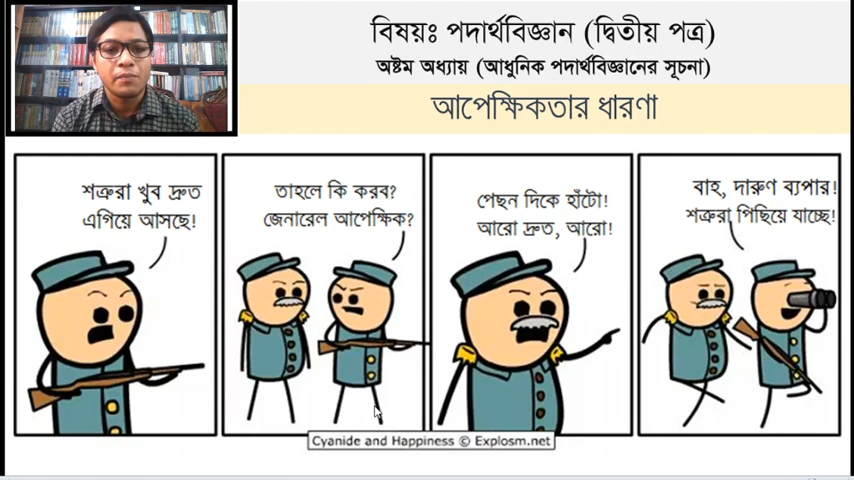 বিষয়ঃ পদার্থবিজ্ঞান (দ্বিতীয় পত্র)
অষ্টম অধ্যায় (আধুনিক পদার্থবিজ্ঞানের সূচনা)
আপেক্ষিকতার ধারণা
শত্রুরা খুব দ্রুত
এগিয়ে আসছে!
তাহলে কি করব?
জেনারেল আপেক্ষিক?
পেছন দিকে হাঁটো!
আরো দ্রুত, আরো!
বাহ, দারুণ ব্যপার!
শত্রুরা পিছিয়ে যাচ্ছে!
Cyanide and Happiness © Explosm.net